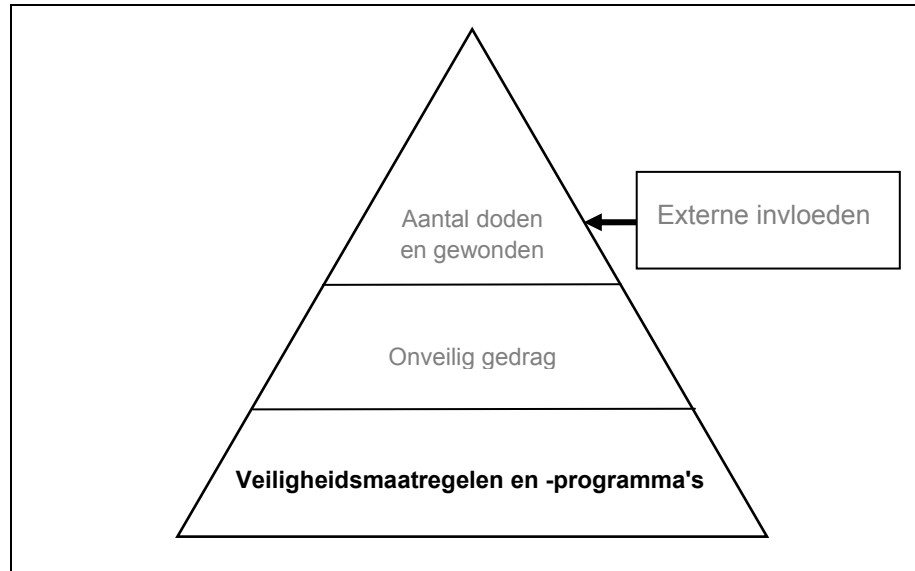 Aantal doden
en gewonden
Externe invloeden
Onveilig gedrag
Veiligheidsmaatregelen en -programma's